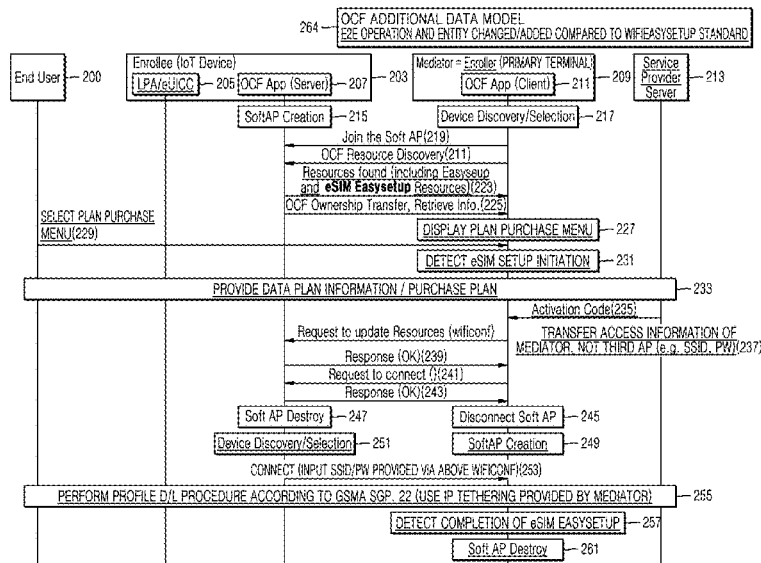 264
OCF ADDITIONAL DATA MODEL
E2E OPERATION AND ENTITY CHANGED/ADDED COMPARED TO WIFIEASYSETUP STANDARD
End User
200
Enrollee (IoT Device)
LPA/eUICC
205
OCF App (Server)
207
203
Mediator = Enroller (PRIMARY TERMINAL)
OCF App (Client)
211
209
Service
Provider
Server
213
SoftAP Creation
215
Device Discovery/Selection
217
Join the Soft AP(219)
OCF Resource Discovery(211)
Resources found (including Easyseup
and eSIM Easysetup Resources)(223)
OCF Ownership Transfer, Retrieve Info.(225)
SELECT PLAN PURCHASE
MENU(229)
DISPLAY PLAN PURCHASE MENU
227
DETECT eSIM SETUP INITIATION
231
PROVIDE DATA PLAN INFORMATION / PURCHASE PLAN
233
Activation Code(235)
Request to update Resources (wificonf)
TRANSFER ACCESS INFORMATION OF
MEDIATOR, NOT THIRD AP (e.g. SSID, PW)(237)
Response (OK)(239)
Request to connect ()(241)
Response (OK)(243)
Soft AP Destroy
247
Disconnect Soft AP
245
Device Discovery/Selection
251
SoftAP Creation
249
CONNECT (INPUT SSID/PW PROVIDED VIA ABOVE WIFICONF)(253)
PERFORM PROFILE D/L PROCEDURE ACCORDING TO GSMA SGP. 22 (USE IP TETHERING PROVIDED BY MEDIATOR)
255
DETECT COMPLETION OF eSIM EASYSETUP
257
Soft AP Destroy
261